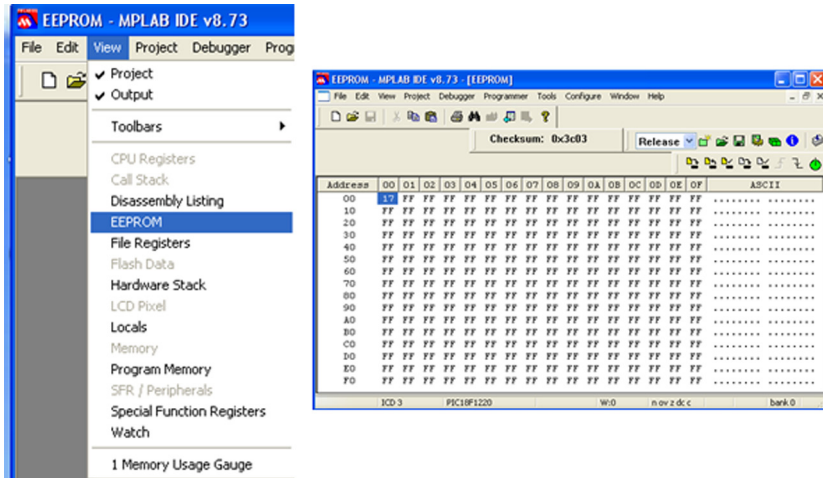 EEPROM - MPLAB IDE v8.73
File Edit View Project Debugger Prog
Project
Output
Toolbars
CPU Registers
Call Stack
Disassembly Listing
EEPROM
File Registers
Flash Data
Hardware Stack
LCD Pixel
Locals
Memory
Program Memory
SFR / Peripherals
Special Function Registers
Watch
1 Memory Usage Gauge
EEPROM - MPLAB IDE v8.73 - [EEPROM]
File Edit View Project Debugger Programmer Tools Configure Window Help
Checksum: 0x3c03 Release
Address 00 01 02 03 04 05 06 07 08 09 0A 0B 0C 0D 0E 0F ASCII
00 17 FF FF FF FF FF FF FF FF FF FF FF FF FF FF FF ........ ........
10 FF FF FF FF FF FF FF FF FF FF FF FF FF FF FF FF ........ ........
20 FF FF FF FF FF FF FF FF FF FF FF FF FF FF FF FF ........ ........
30 FF FF FF FF FF FF FF FF FF FF FF FF FF FF FF FF ........ ........
40 FF FF FF FF FF FF FF FF FF FF FF FF FF FF FF FF ........ ........
50 FF FF FF FF FF FF FF FF FF FF FF FF FF FF FF FF ........ ........
60 FF FF FF FF FF FF FF FF FF FF FF FF FF FF FF FF ........ ........
70 FF FF FF FF FF FF FF FF FF FF FF FF FF FF FF FF ........ ........
80 FF FF FF FF FF FF FF FF FF FF FF FF FF FF FF FF ........ ........
90 FF FF FF FF FF FF FF FF FF FF FF FF FF FF FF FF ........ ........
A0 FF FF FF FF FF FF FF FF FF FF FF FF FF FF FF FF ........ ........
B0 FF FF FF FF FF FF FF FF FF FF FF FF FF FF FF FF ........ ........
C0 FF FF FF FF FF FF FF FF FF FF FF FF FF FF FF FF ........ ........
D0 FF FF FF FF FF FF FF FF FF FF FF FF FF FF FF FF ........ ........
E0 FF FF FF FF FF FF FF FF FF FF FF FF FF FF FF FF ........ ........
F0 FF FF FF FF FF FF FF FF FF FF FF FF FF FF FF FF ........ ........
ICD 3 PIC18F1220 W:0 n ov z dc c bank 0